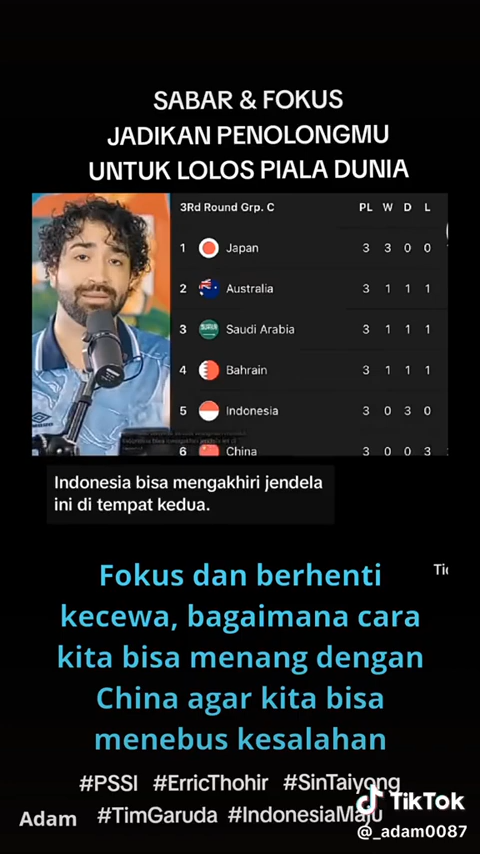 SABAR & FOKUS
JADIKAN PENOLONGMU
UNTUK LOLOS PIALA DUNIA
3Rd Round Grp. C PL W D L
1 Japan 3 3 0 0
2 Australia 3 1 1 1
3 Saudi Arabia 3 1 1 1
4 Bahrain 3 1 1 1
5 Indonesia 3 0 3 0
6 China 3 0 0 3
Indonesia bisa mengakhiri jendela
ini di tempat kedua.
Tic
Fokus dan berhenti
kecewa, bagaimana cara
kita bisa menang dengan
China agar kita bisa
menebus kesalahan
#PSSI #ErricThohir #SinTaiyong
Adam #TimGaruda #IndonesiaMaju
TikTok
@_adam0087